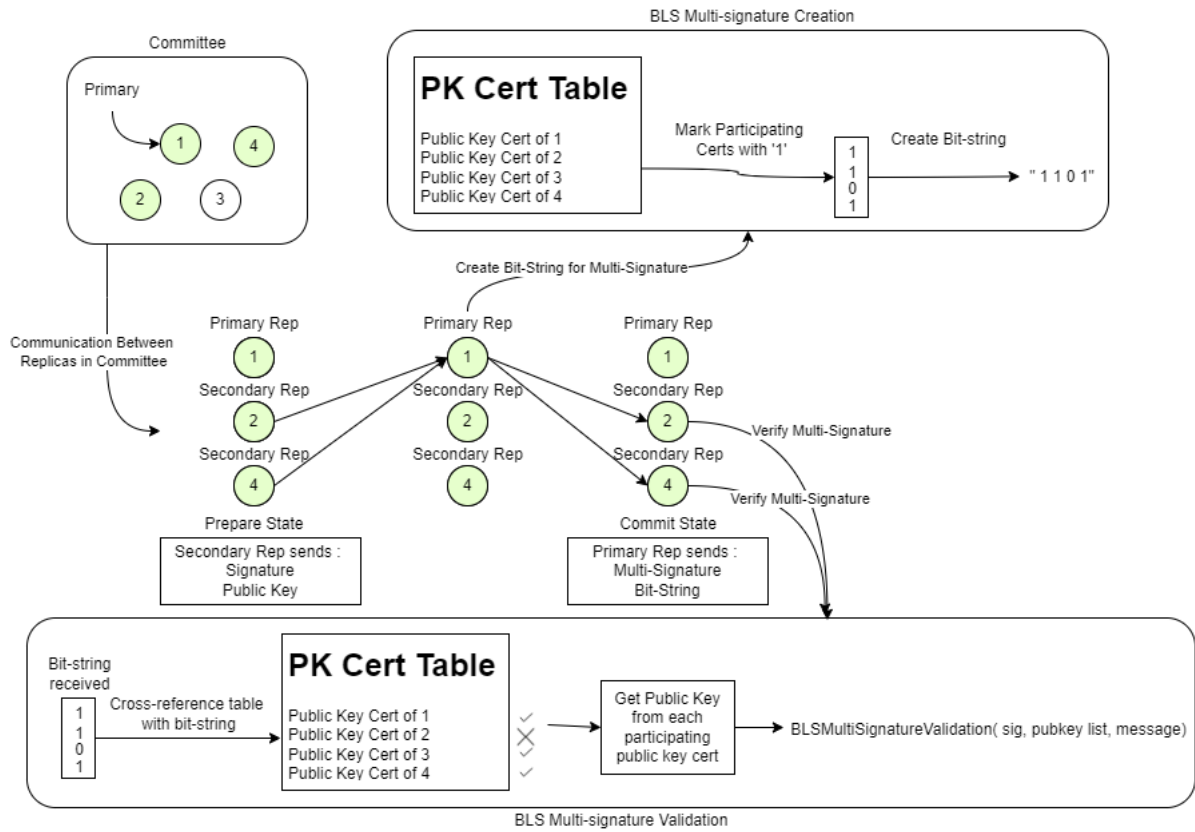 BLS Multi-signature Creation
Committee
Primary
1
4
2
3
PK Cert Table
Public Key Cert of 1
Public Key Cert of 2
Public Key Cert of 3
Public Key Cert of 4
Mark Participating
Certs with '1'
1
1
0
1
Create Bit-string
" 1 1 0 1"
Create Bit-String for Multi-Signature
Communication Between
Replicas in Committee
Primary Rep
1
Secondary Rep
2
Secondary Rep
4
Prepare State
Secondary Rep sends :
Signature
Public Key
Primary Rep
1
Secondary Rep
2
Secondary Rep
4
Primary Rep
1
Secondary Rep
2
Secondary Rep
4
Commit State
Primary Rep sends :
Multi-Signature
Bit-String
Verify Multi-Signature
Verify Multi-Signature
Bit-string
received
1
1
0
1
Cross-reference table
with bit-string
PK Cert Table
Public Key Cert of 1
Public Key Cert of 2
Public Key Cert of 3
Public Key Cert of 4
Get Public Key
from each
participating
public key cert
BLSMultiSignatureValidation( sig, pubkey list, message)
BLS Multi-signature Validation